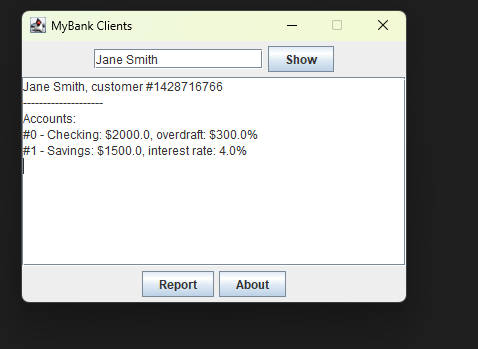 MyBank Clients
Jane Smith
Show
Jane Smith, customer #1428716766
--------------------
Accounts:
#0 - Checking: $2000.0, overdraft: $300.0%
#1 - Savings: $1500.0, interest rate: 4.0%
Report
About